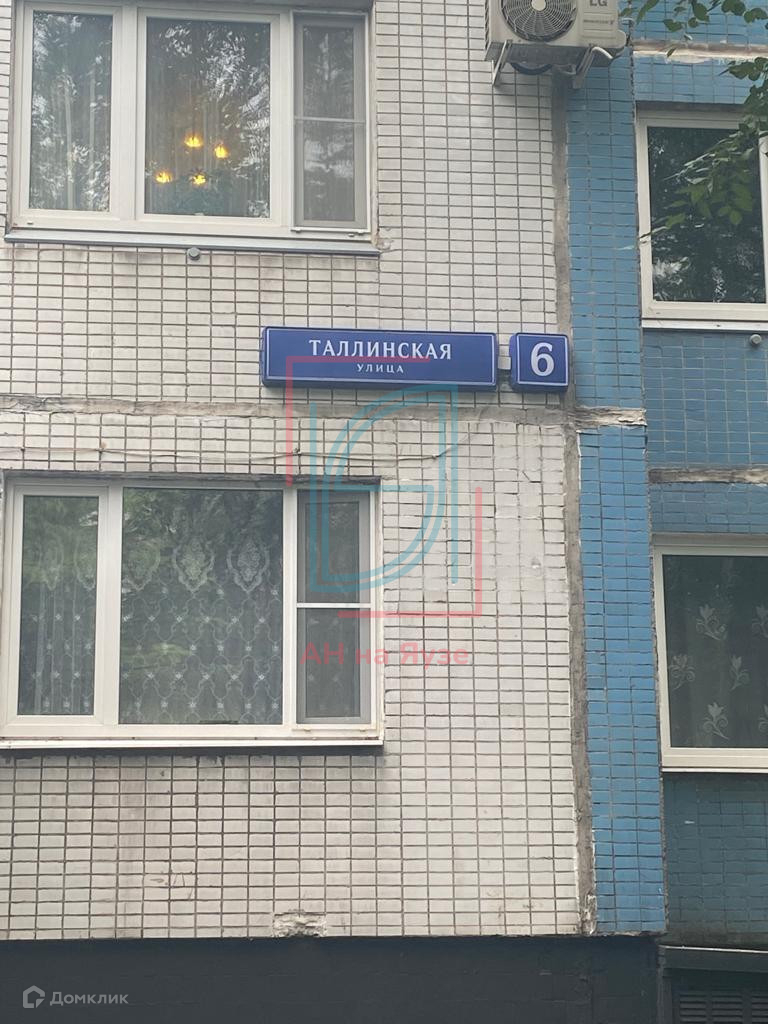 LG
ТАЛЛИНСКАЯ
УЛИЦА
6
АН на Яузе
Домклик